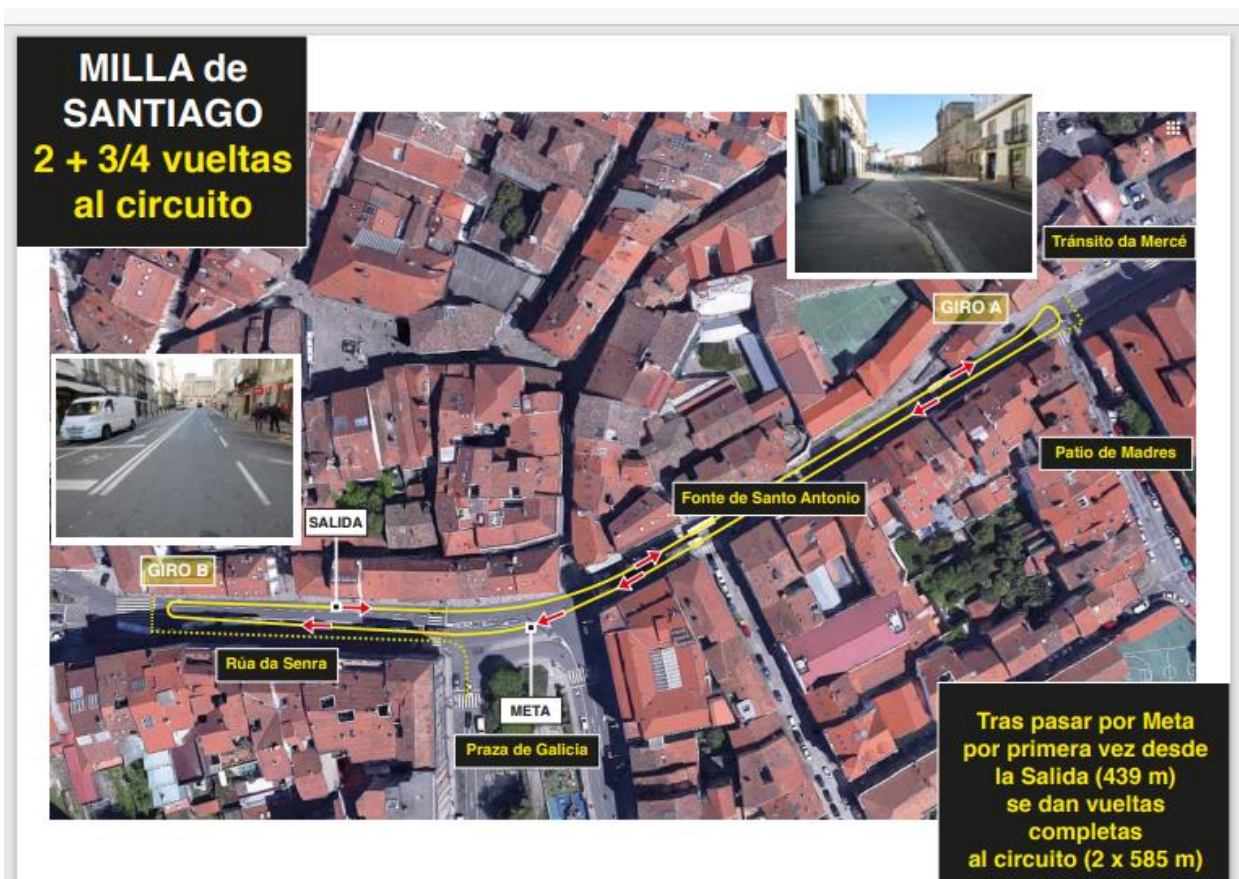 MILLA de
SANTIAGO
2 + 3/4 vueltas
al circuito
Tránsito da Mercé
GIRO A
Patio de Madres
Fonte de Santo Antonio
SALIDA
GIRO B
Rúa da Senra
META
Praza de Galicia
Tras pasar por Meta
por primera vez desde
la Salida (439 m)
se dan vueltas
completas
al circuito (2 x 585 m)